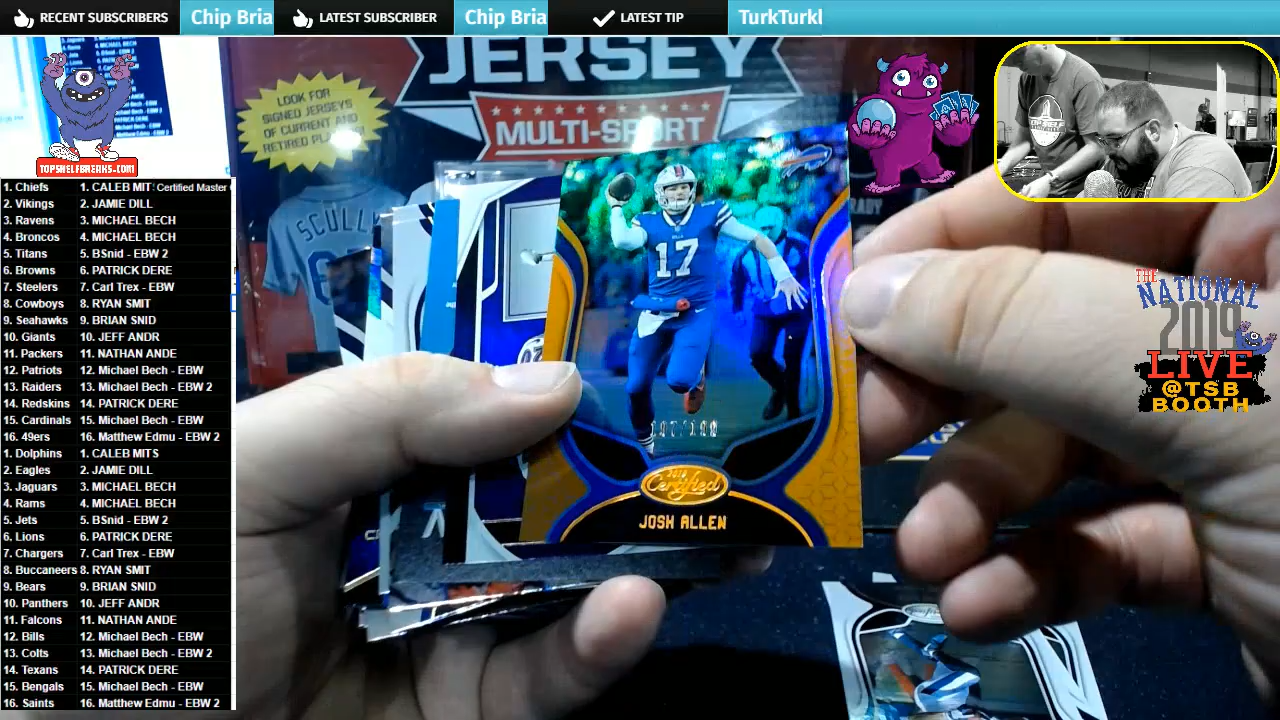 RECENT SUBSCRIBERS Chip Bria LATEST SUBSCRIBER Chip Bria LATEST TIP TurkTurkl
JERSEY
MULTI-SPORT
LOOK FOR
SIGNED JERSEYS
OF CURRENT AND
RETIRED
SCULLY
TOPSHELFBREAKS.COM
1. Chiefs 1. CALEB MIT: Certified Master
2. Vikings 2. JAMIE DILL
3. Ravens 3. MICHAEL BECH
4. Broncos 4. MICHAEL BECH
5. Titans 5. BSnid - EBW 2
6. Browns 6. PATRICK DERE
7. Steelers 7. Carl Trex - EBW
8. Cowboys 8. RYAN SMIT
9. Seahawks 9. BRIAN SNID
10. Giants 10. JEFF ANDR
11. Packers 11. NATHAN ANDE
12. Patriots 12. Michael Bech - EBW
13. Raiders 13. Michael Bech - EBW 2
14. Redskins 14. PATRICK DERE
15. Cardinals 15. Michael Bech - EBW
16. 49ers 16. Matthew Edmu - EBW 2
1. Dolphins 1. CALEB MITS
2. Eagles 2. JAMIE DILL
3. Jaguars 3. MICHAEL BECH
4. Rams 4. MICHAEL BECH
5. Jets 5. BSnid - EBW 2
6. Lions 6. PATRICK DERE
7. Chargers 7. Carl Trex - EBW
8. Buccaneers 8. RYAN SMIT
9. Bears 9. BRIAN SNID
10. Panthers 10. JEFF ANDR
11. Falcons 11. NATHAN ANDE
12. Bills 12. Michael Bech - EBW
13. Colts 13. Michael Bech - EBW 2
14. Texans 14. PATRICK DERE
15. Bengals 15. Michael Bech - EBW
16. Saints 16. Matthew Edmu - EBW 2
17
Certified
JOSH ALLEN
THE
NATIONAL
2019
LIVE
@TSB
BOOTH